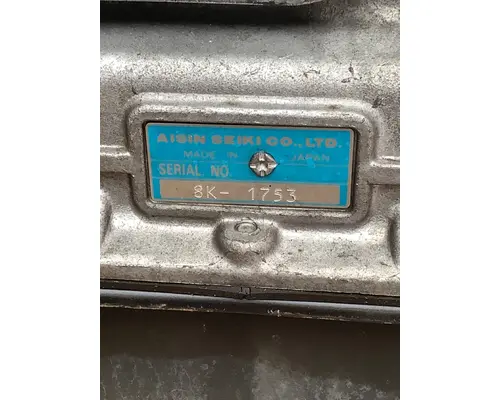 AISIN SEIKI CO., LTD.
MADE IN JAPAN
SERIAL NO.
8K- 1753